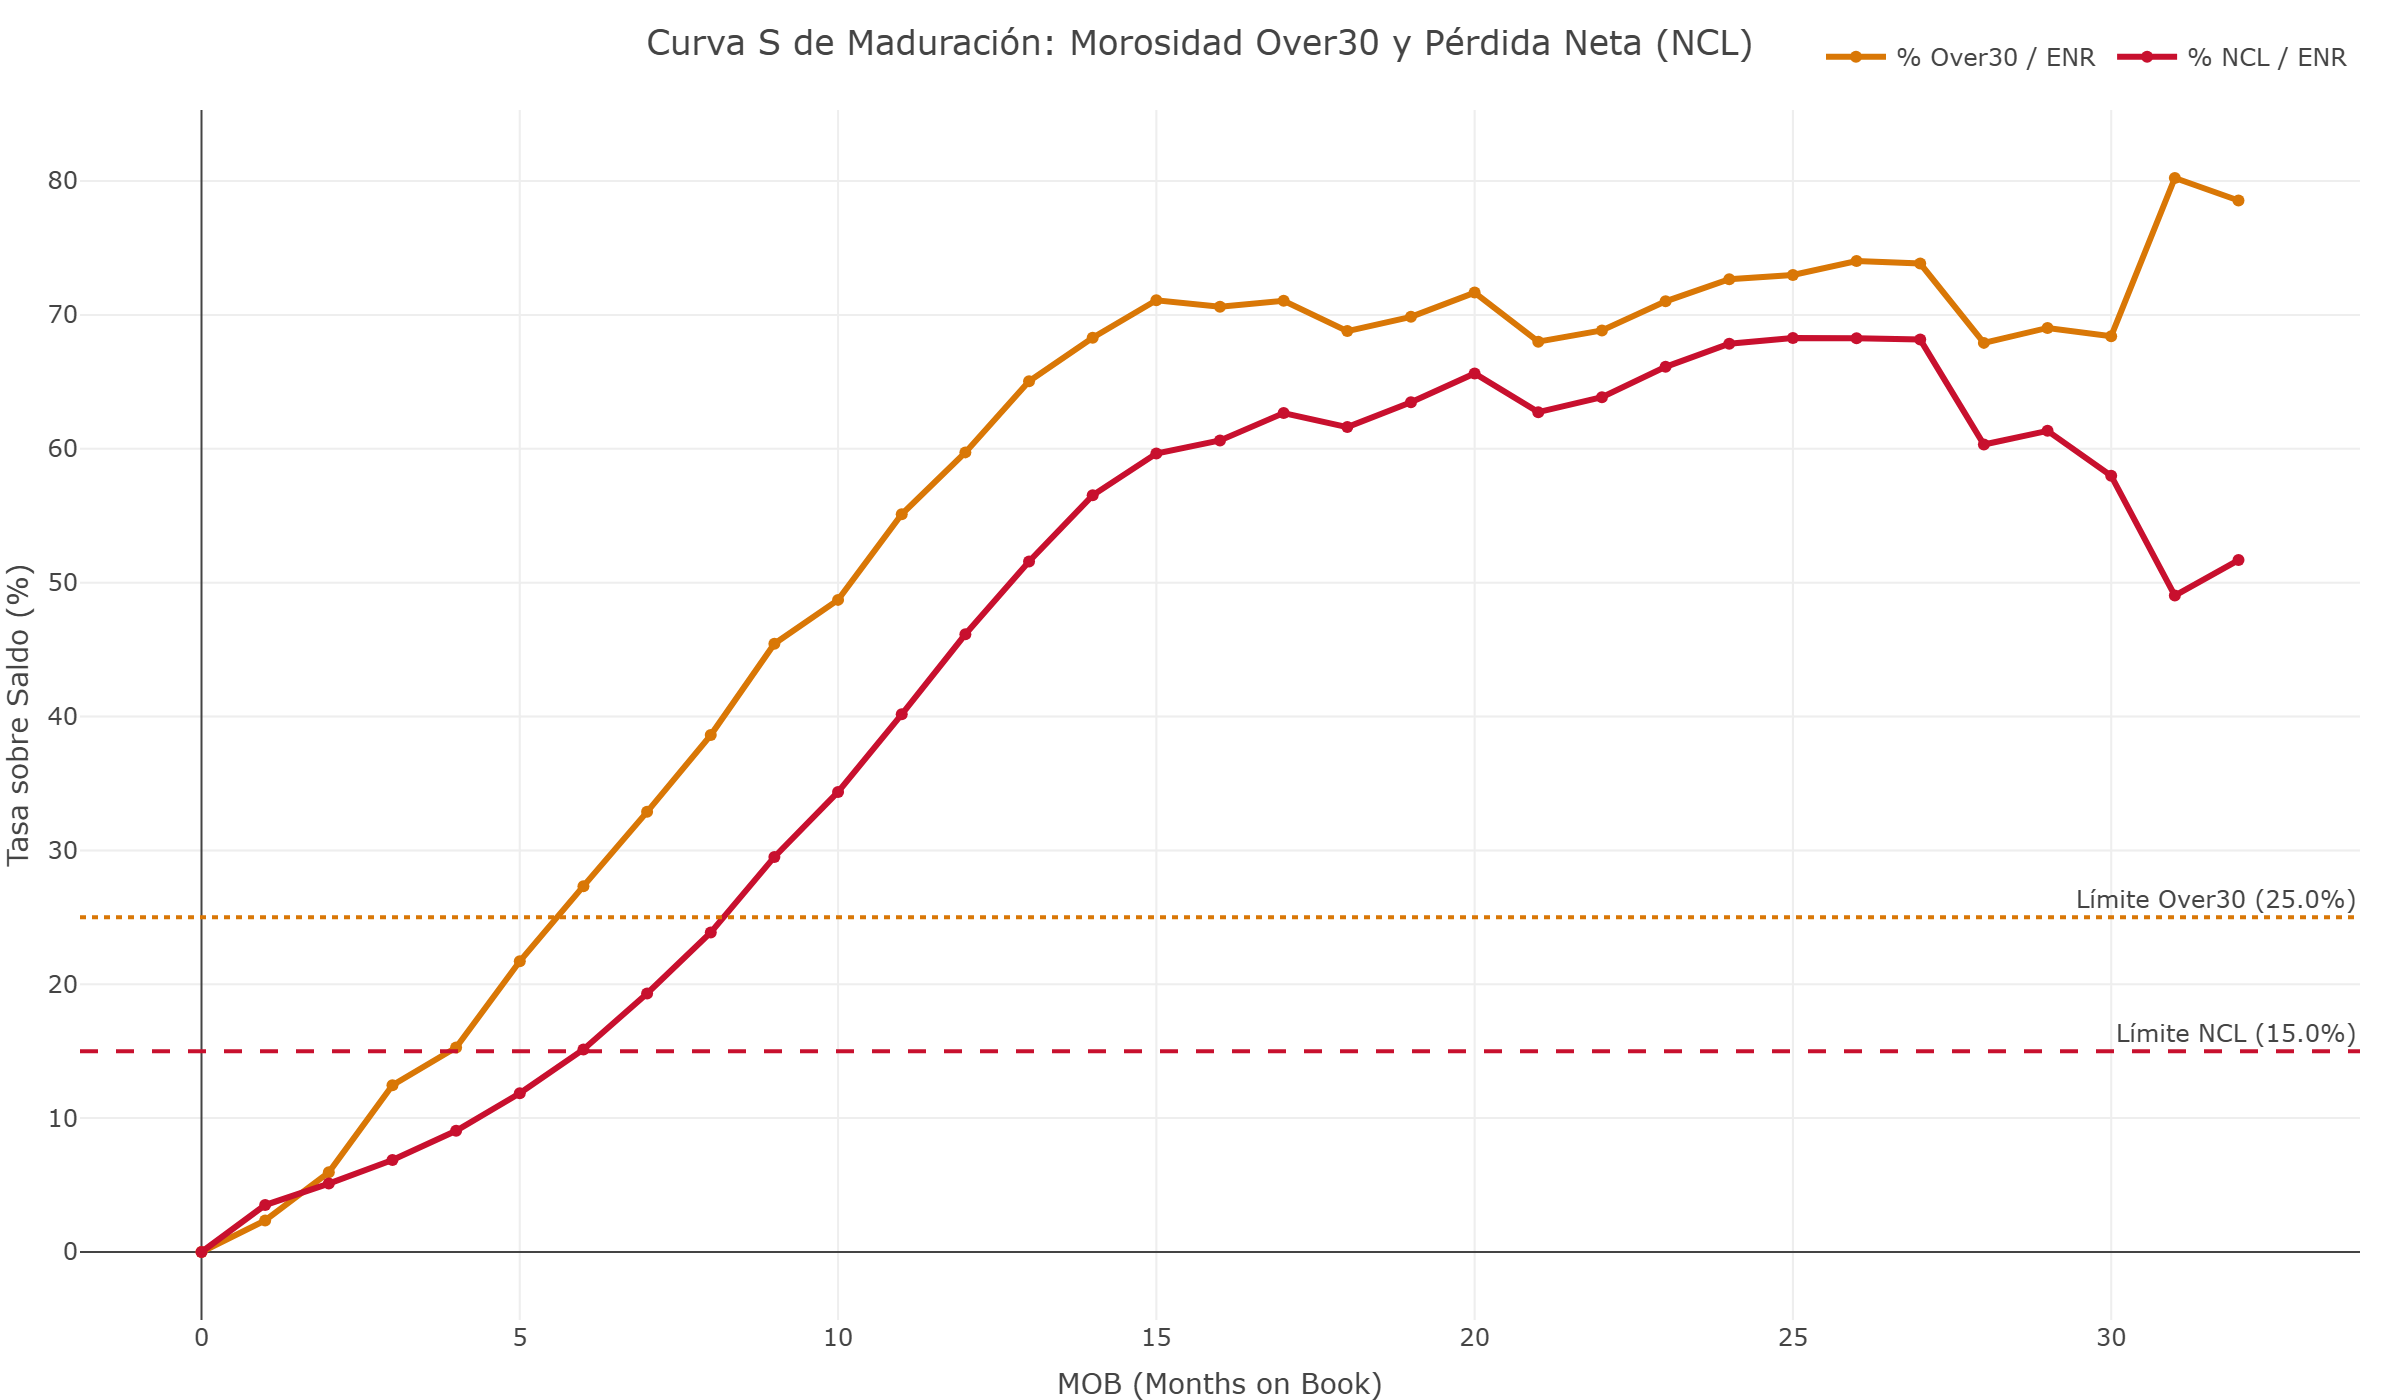 Curva S de Maduración: Morosidad Over30 y Pérdida Neta (NCL)
% Over30 / ENR
% NCL / ENR
Tasa sobre Saldo (%)
80
70
60
50
40
30
20
10
0
Límite Over30 (25.0%)
Límite NCL (15.0%)
0
5
10
15
20
25
30
MOB (Months on Book)